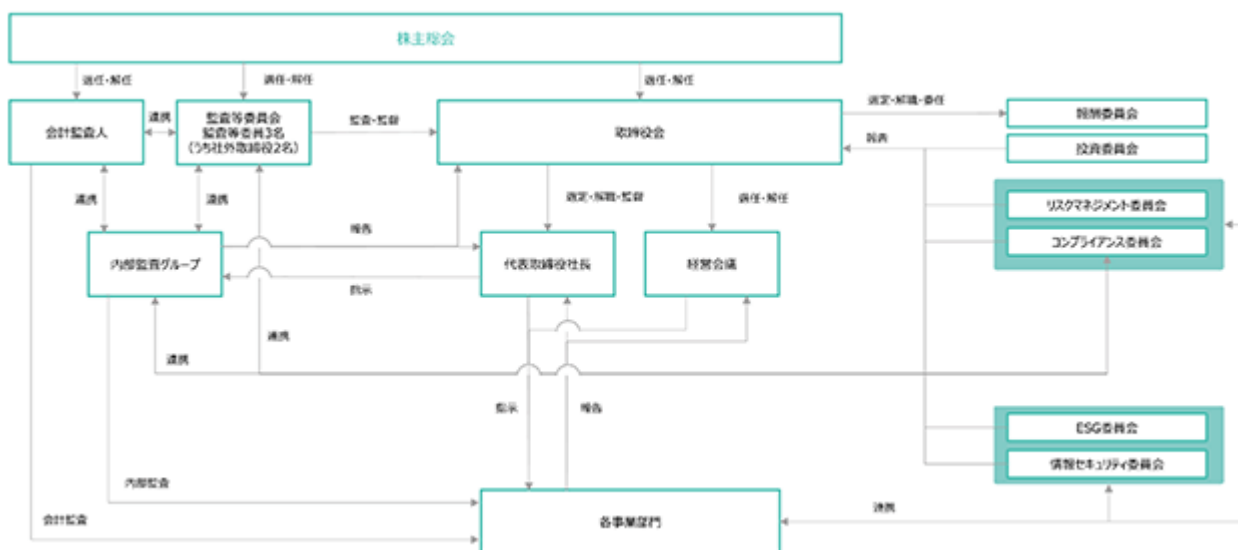 株主総会
選任・解任
選任・解任
選任・解任
会計監査人
連携
監査等委員会
監査等委員3名
(うち社外取締役2名)
監査・監督
取締役会
選定・解職・委任
報酬委員会
報告
投資委員会
連携
連携
選定・解職・監督
選任・解任
リスクマネジメント委員会
コンプライアンス委員会
内部監査グループ
報告
代表取締役社長
経営会議
指示
連携
連携
指示
報告
ESG委員会
情報セキュリティ委員会
内部監査
会計監査
各事業部門
連携